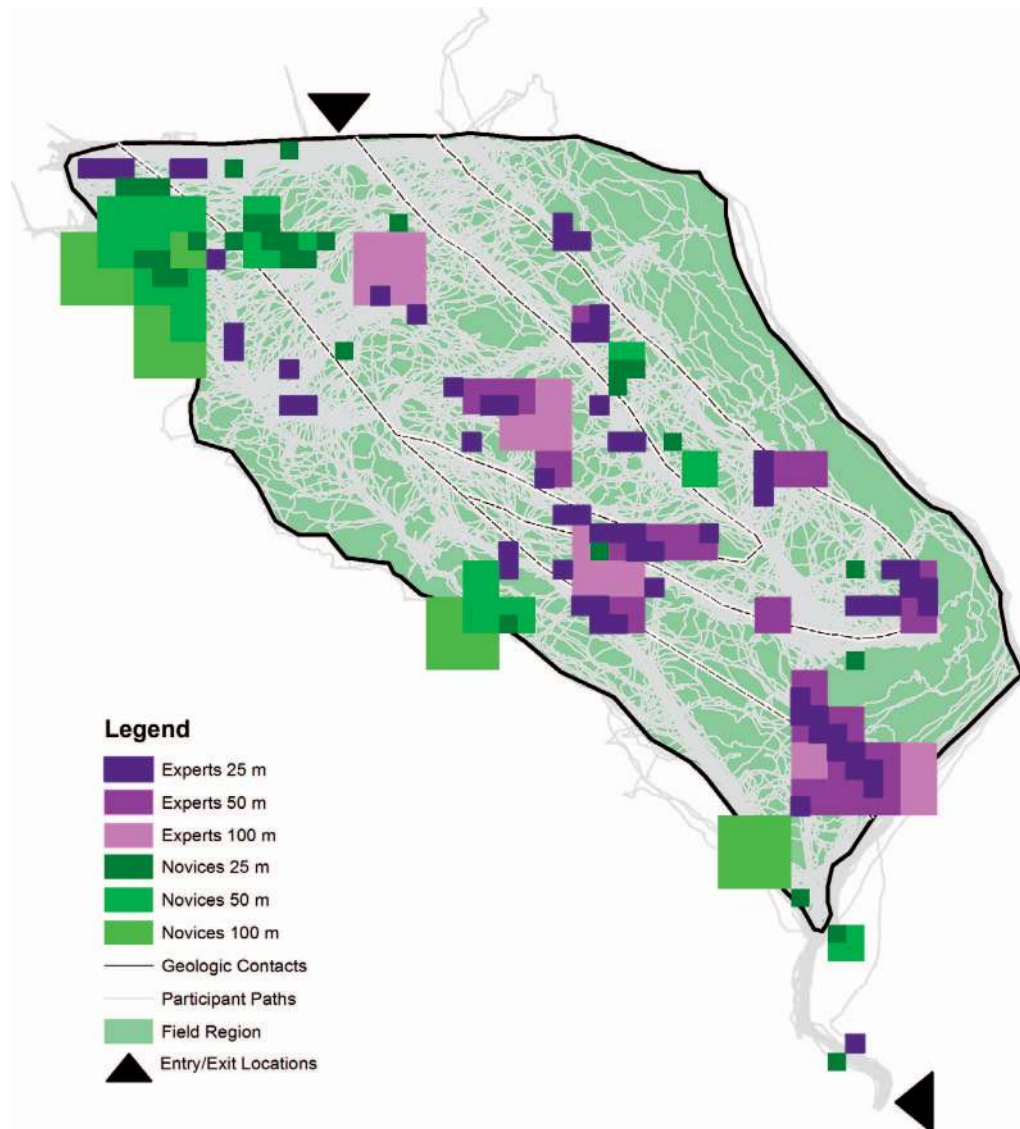 Legend
Experts 25 m
Experts 50 m
Experts 100 m
Novices 25 m
Novices 50 m
Novices 100 m
Geologic Contacts
Participant Paths
Field Region
Entry/Exit Locations